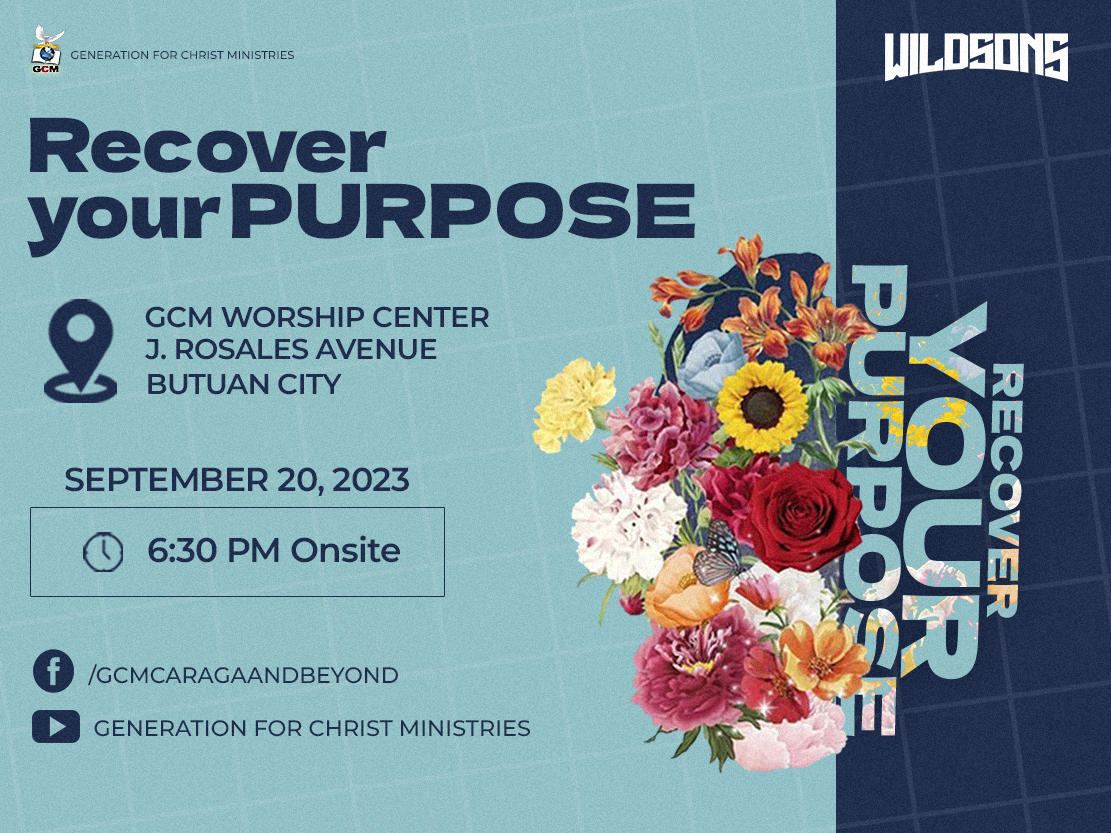 GCM
GENERATION FOR CHRIST MINISTRIES
WILDSONS
Recover
your PURPOSE
GCM WORSHIP CENTER
J. ROSALES AVENUE
BUTUAN CITY
SEPTEMBER 20, 2023
6:30 PM Onsite
/GCMCARAGAANDBEYOND
GENERATION FOR CHRIST MINISTRIES
RECOVER
YOUR
PURPOSE